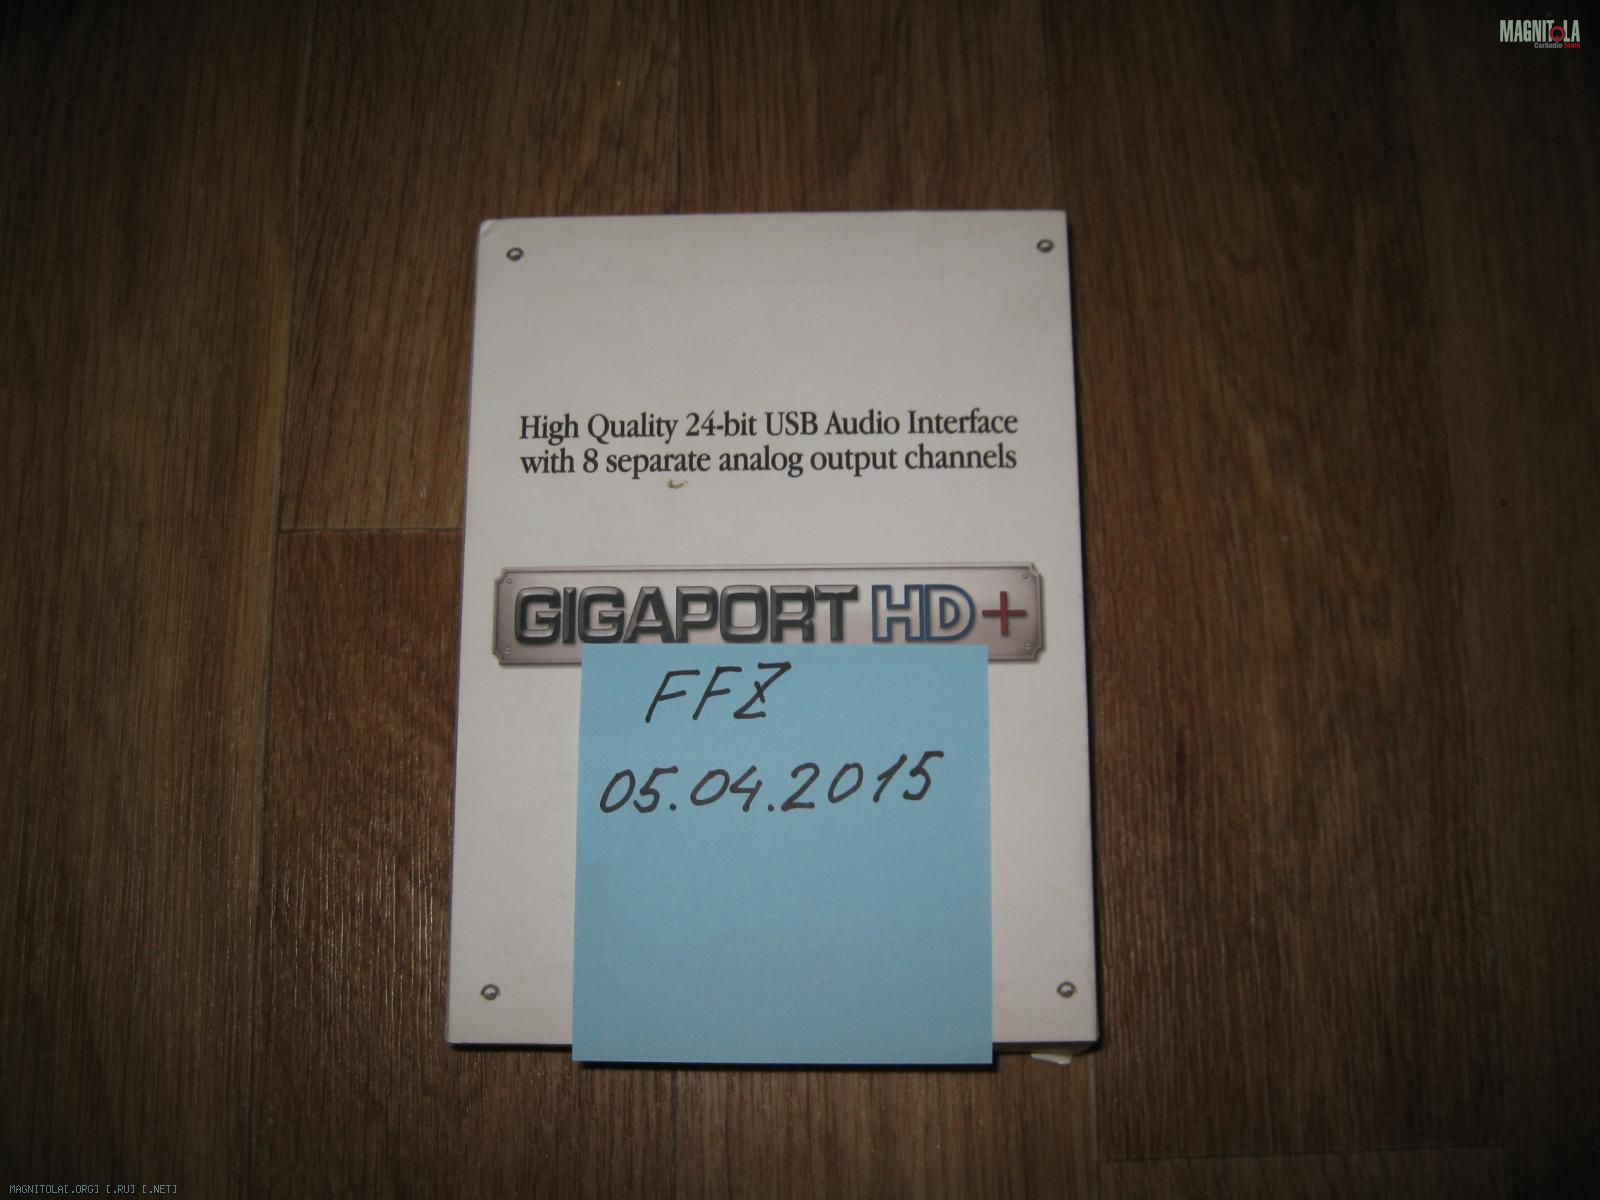 MAGNITOLA
CarAudio Team
High Quality 24-bit USB Audio Interface
with 8 separate analog output channels
GIGAPORT HD+
FFZ
05.04.2015
MAGNITOLA[.ORG] [.RU] [.NET]